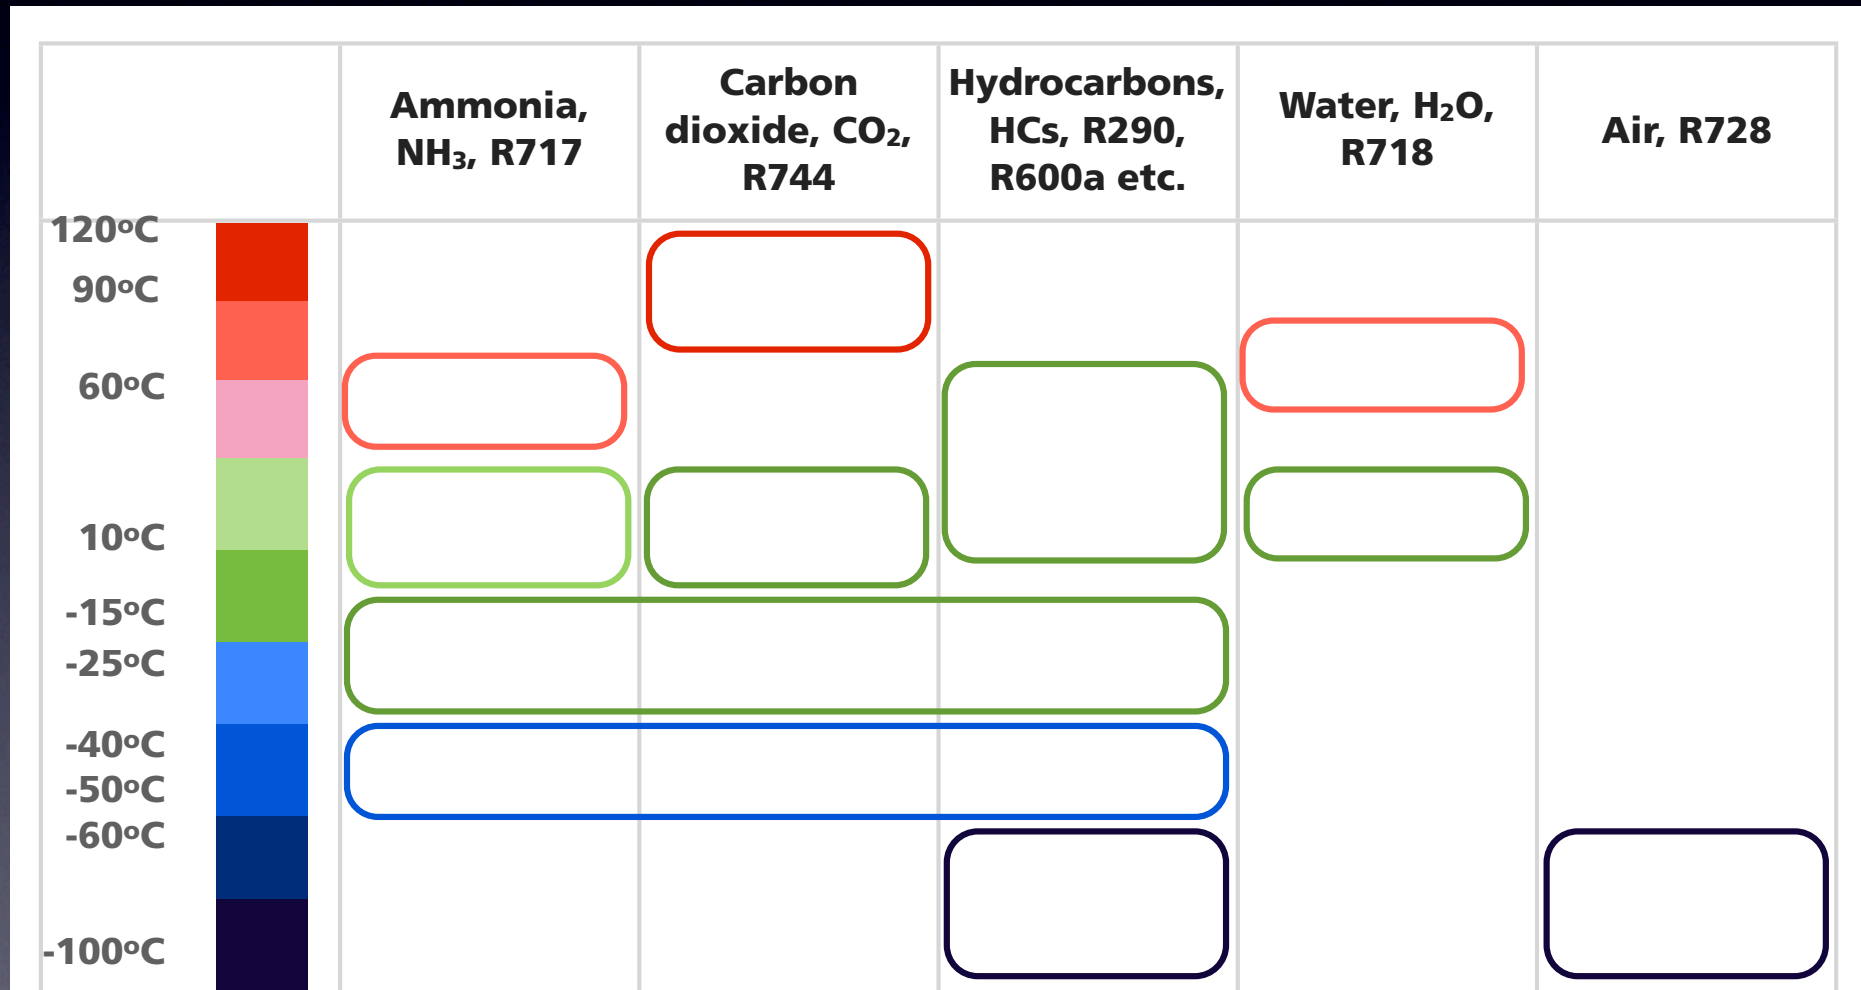 Ammonia,
NH₃, R717
Carbon
dioxide, CO₂,
R744
Hydrocarbons,
HCs, R290,
R600a etc.
Water, H₂O,
R718
Air, R728
120ºC
90ºC
60ºC
10ºC
-15ºC
-25ºC
-40ºC
-50ºC
-60ºC
-100ºC